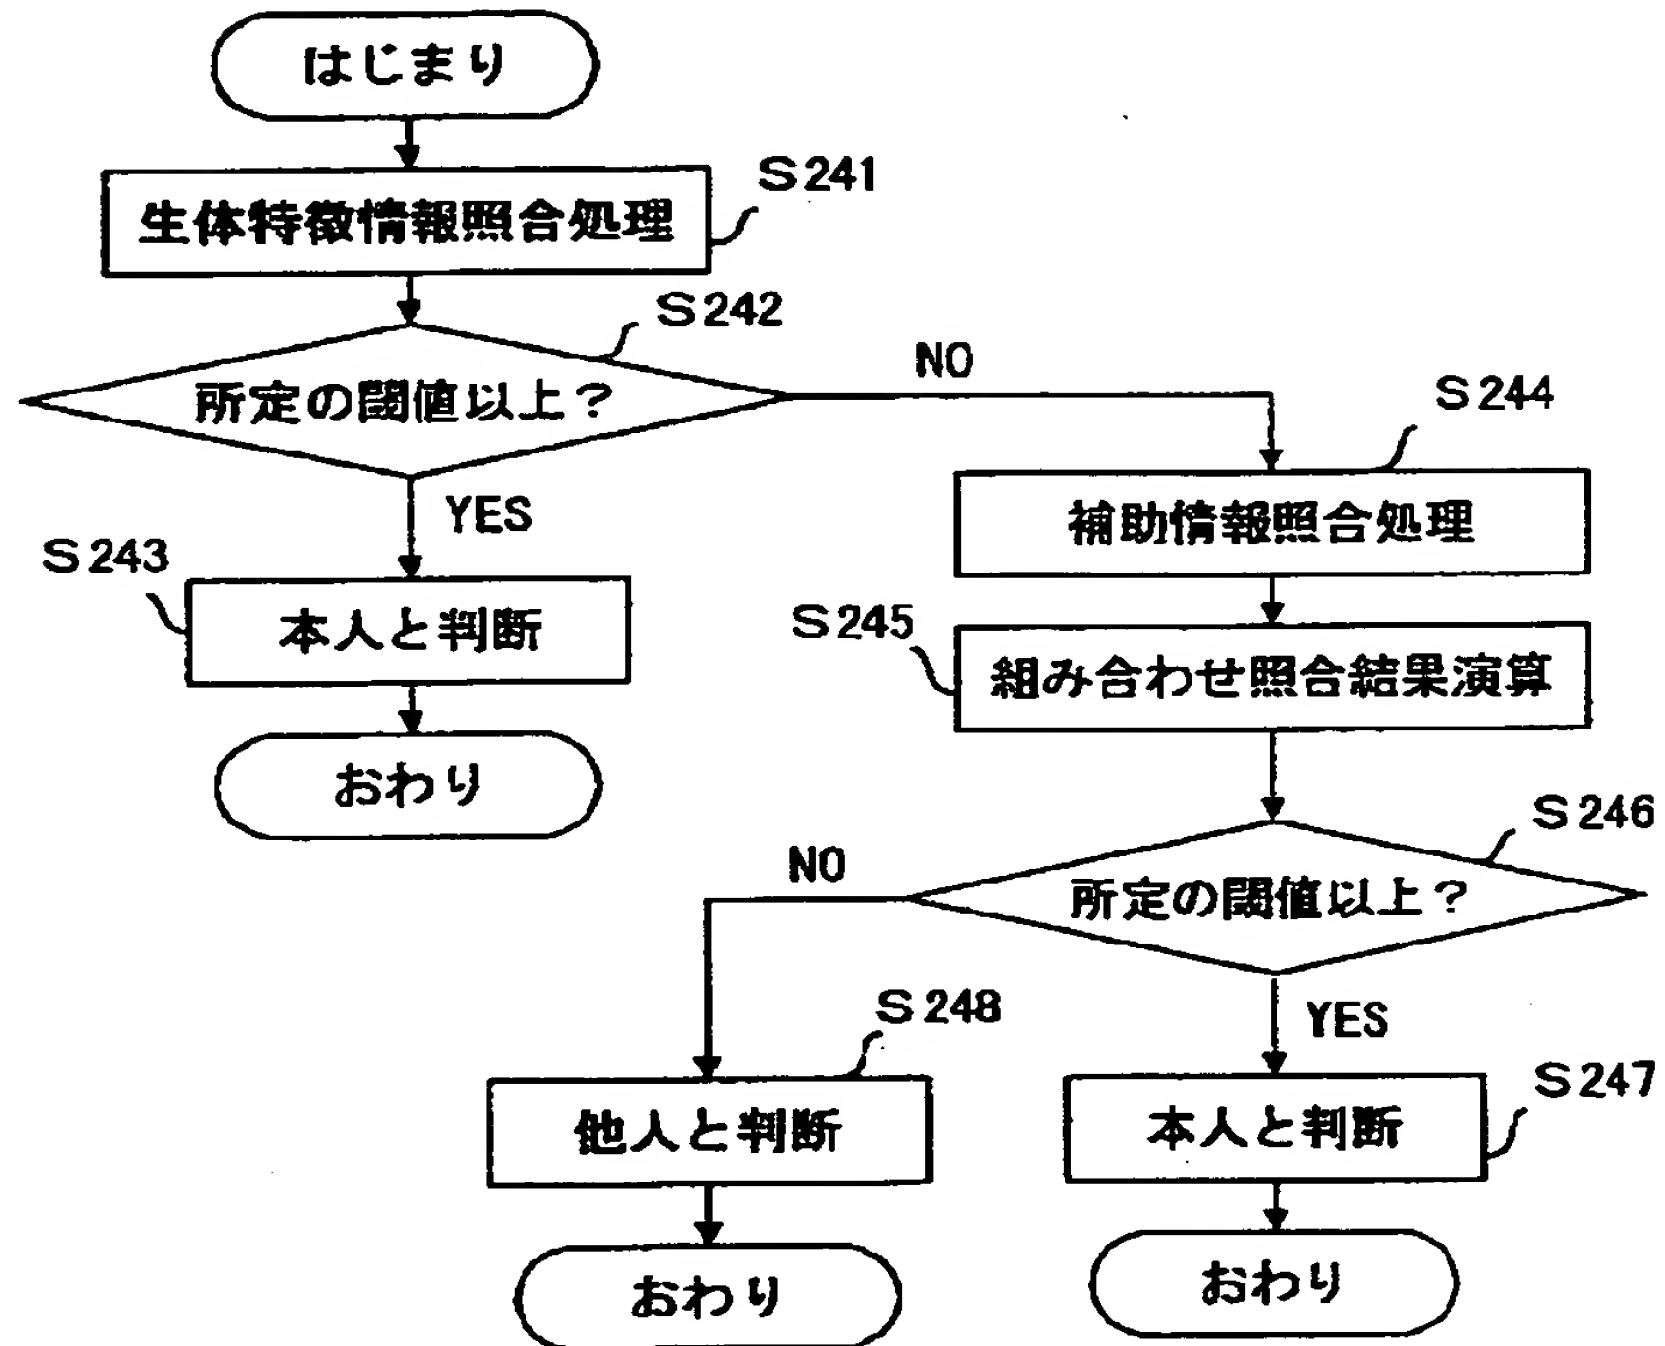 はじまり
S241
生体特徴情報照合処理
S242
所定の閾値以上?
NO
YES
S243
本人と判断
おわり
S244
補助情報照合処理
S245
組み合わせ照合結果演算
S246
所定の閾値以上?
NO
YES
S248
他人と判断
おわり
S247
本人と判断
おわり